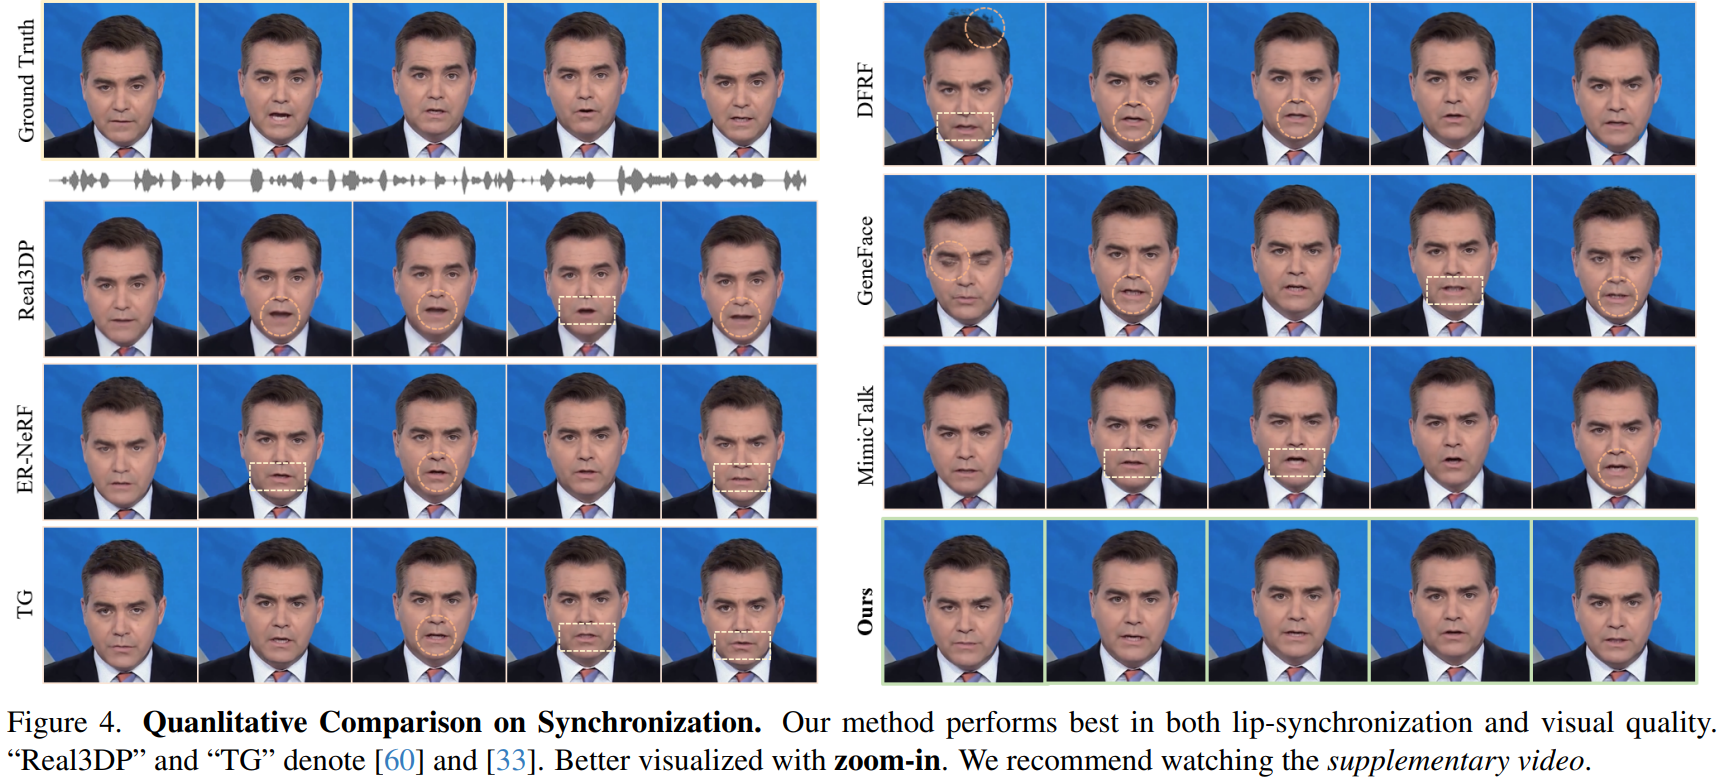 Ground Truth
Real3DP
ER-NeRF
TG
DFRF
GeneFace
MimicTalk
Ours
Figure 4. Quanlitative Comparison on Synchronization. Our method performs best in both lip-synchronization and visual quality.
“Real3DP” and “TG” denote [60] and [33]. Better visualized with zoom-in. We recommend watching the supplementary video.